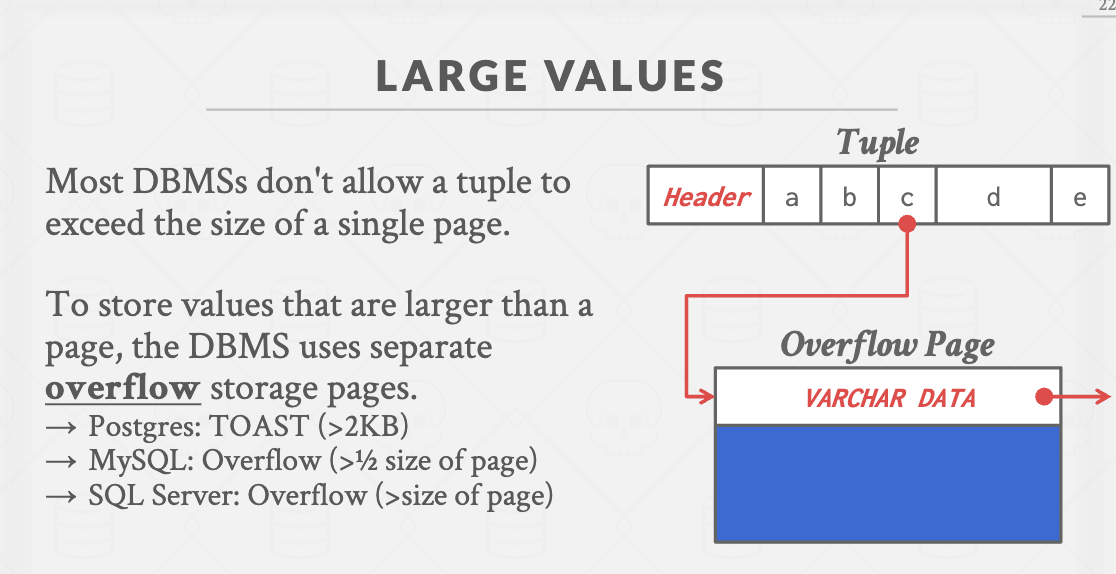 22
LARGE VALUES
Most DBMSs don't allow a tuple to
exceed the size of a single page.
To store values that are larger than a
page, the DBMS uses separate
overflow storage pages.
→ Postgres: TOAST (>2KB)
→ MySQL: Overflow (>½ size of page)
→ SQL Server: Overflow (>size of page)
Tuple
Header a b c d e
Overflow Page
VARCHAR DATA